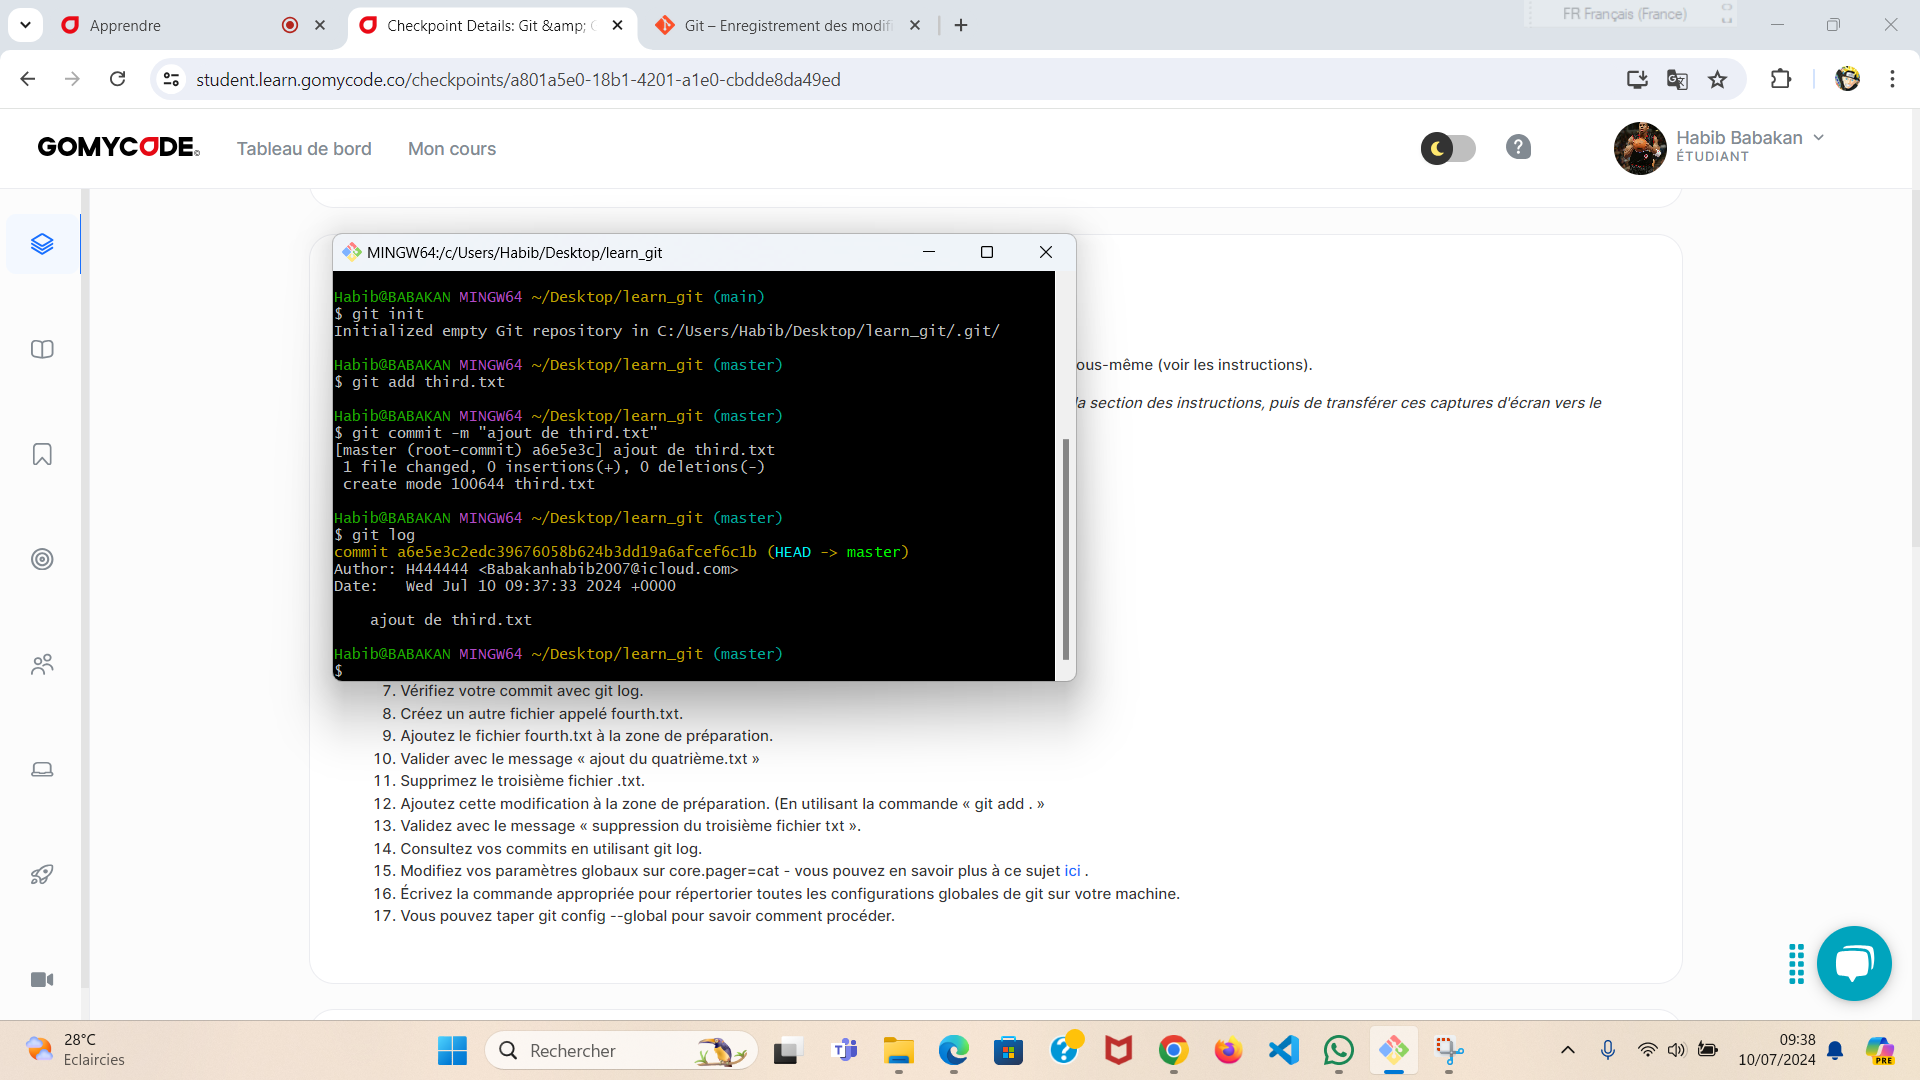 Apprendre
Checkpoint Details: Git &amp;
Git – Enregistrement des modifi
FR Français (France)
student.learn.gomycode.co/checkpoints/a801a5e0-18b1-4201-a1e0-cbdde8da49ed
GOMYCODE
Tableau de bord
Mon cours
Habib Babakan
ÉTUDIANT
MINGW64:/c/Users/Habib/Desktop/learn_git
Habib@BABAKAN MINGW64 ~/Desktop/learn_git (main)
$ git init
Initialized empty Git repository in C:/Users/Habib/Desktop/learn_git/.git/
Habib@BABAKAN MINGW64 ~/Desktop/learn_git (master)
$ git add third.txt
Habib@BABAKAN MINGW64 ~/Desktop/learn_git (master)
$ git commit -m "ajout de third.txt"
[master (root-commit) a6e5e3c] ajout de third.txt
1 file changed, 0 insertions(+), 0 deletions(-)
create mode 100644 third.txt
Habib@BABAKAN MINGW64 ~/Desktop/learn_git (master)
$ git log
commit a6e5e3c2edc39676058b624b3dd19a6afcef6c1b (HEAD -> master)
Author: H444444 <Babakanhabib2007@icloud.com>
Date:   Wed Jul 10 09:37:33 2024 +0000
ajout de third.txt
Habib@BABAKAN MINGW64 ~/Desktop/learn_git (master)
$
ous-même (voir les instructions).
la section des instructions, puis de transférer ces captures d'écran vers le
7. Vérifiez votre commit avec git log.
8. Créez un autre fichier appelé fourth.txt.
9. Ajoutez le fichier fourth.txt à la zone de préparation.
10. Valider avec le message « ajout du quatrième.txt »
11. Supprimez le troisième fichier .txt.
12. Ajoutez cette modification à la zone de préparation. (En utilisant la commande « git add . »
13. Validez avec le message « suppression du troisième fichier txt ».
14. Consultez vos commits en utilisant git log.
15. Modifiez vos paramètres globaux sur core.pager=cat - vous pouvez en savoir plus à ce sujet ici .
16. Écrivez la commande appropriée pour répertorier toutes les configurations globales de git sur votre machine.
17. Vous pouvez taper git config --global pour savoir comment procéder.
28°C
Eclaircies
Rechercher
09:38
10/07/2024
PRE